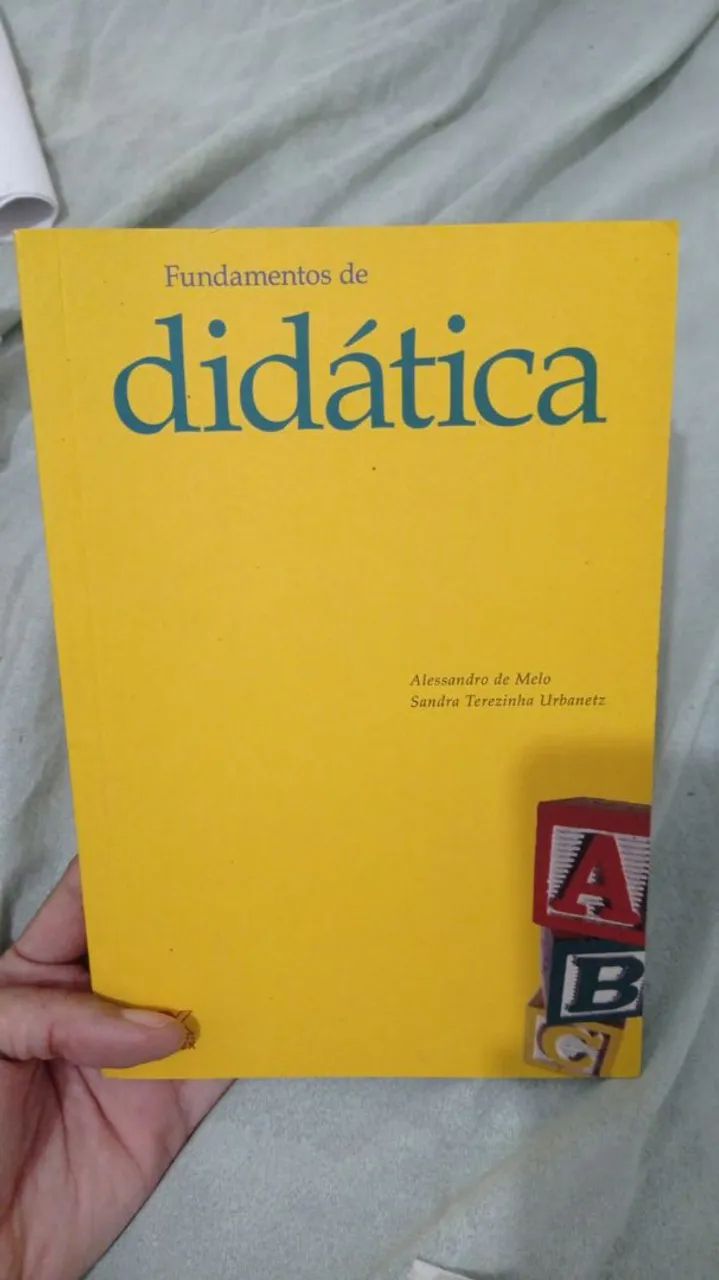 Fundamentos de
didática
Alessandro de Melo
Sandra Terezinha Urbanetz
A
B